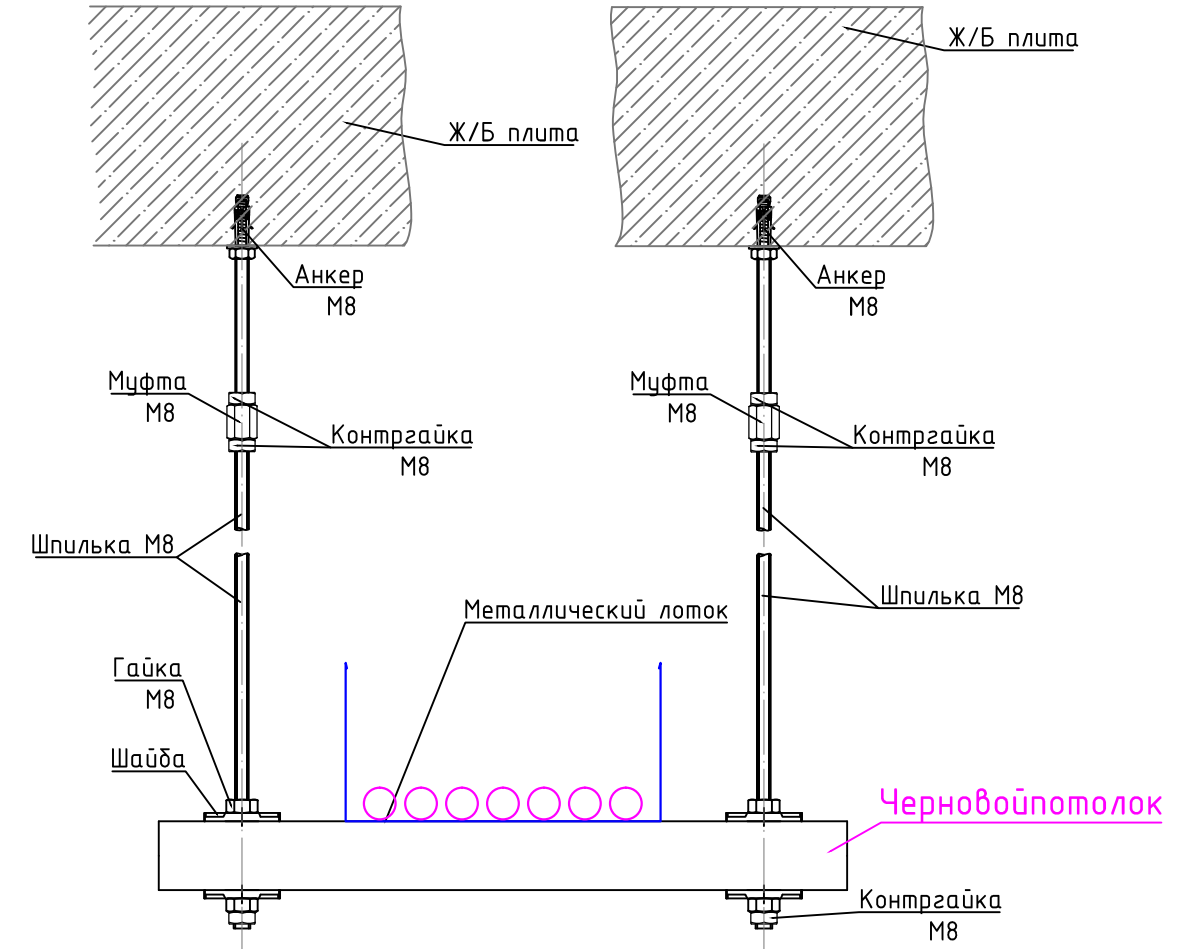 Ж/Б плита
Ж/Б плита
Анкер
М8
Анкер
М8
Муфта
М8
Муфта
М8
Контргайка
М8
Контргайка
М8
Шпилька М8
Шпилька М8
Металлический лоток
Гайка
М8
Шайба
Черновойпотолок
Контргайка
М8